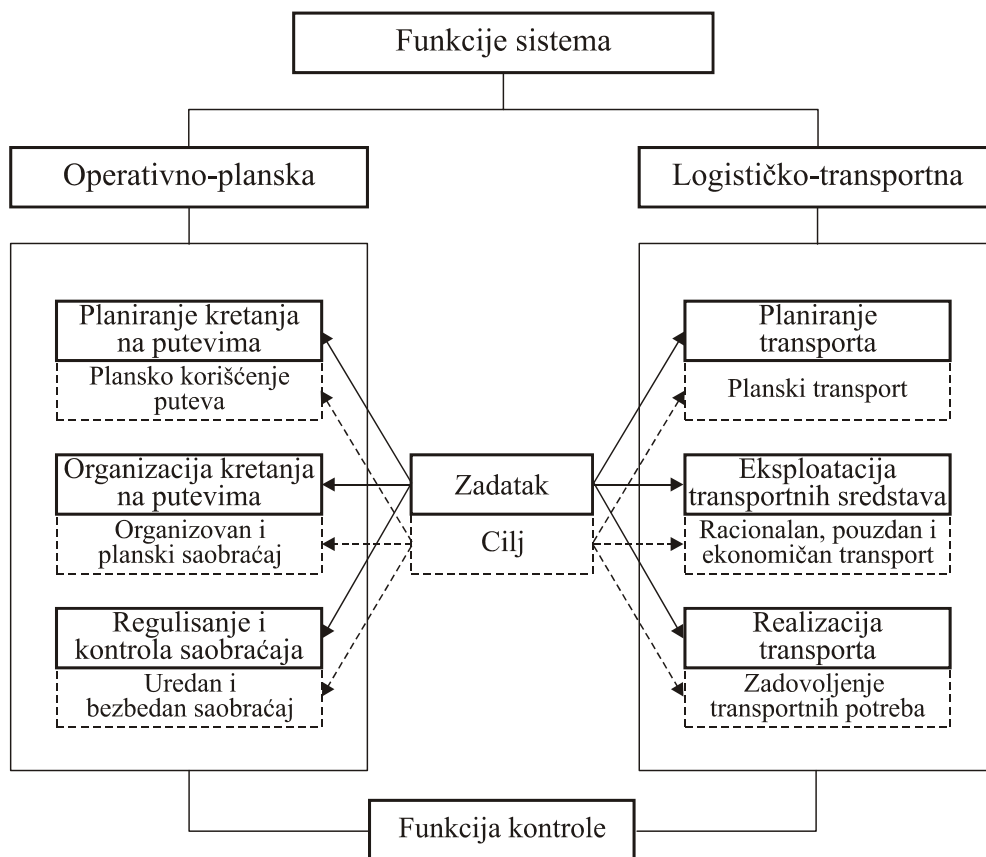 Funkcije sistema
Operativno-planska
Logističko-transportna
Planiranje kretanja
na putevima
Plansko korišćenje
puteva
Organizacija kretanja
na putevima
Organizovan i
planski saobraćaj
Regulisanje i
kontrola saobraćaja
Uredan i
bezbedan saobraćaj
Zadatak
Cilj
Planiranje
transporta
Planski transport
Eksploatacija
transportnih sredstava
Racionalan, pouzdan i
ekonomičan transport
Realizacija
transporta
Zadovoljenje
transportnih potreba
Funkcija kontrole